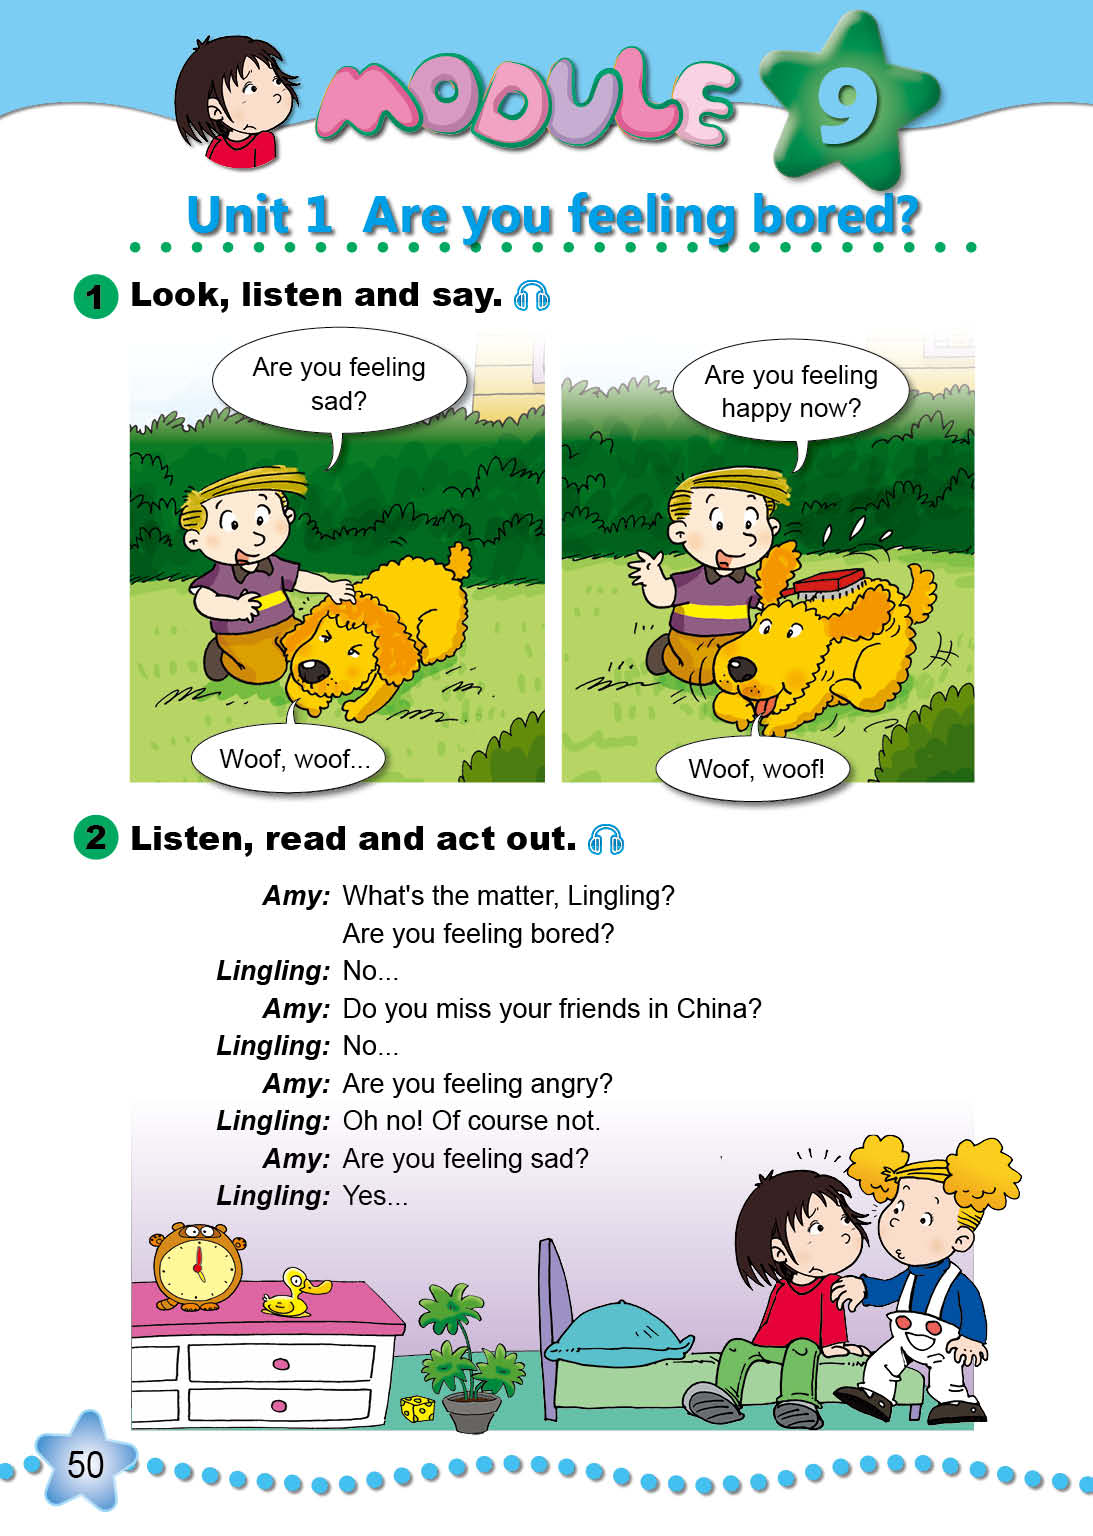 MODULE 9
Unit 1 Are you feeling bored?
1 Look, listen and say.
Are you feeling
sad?
Woof, woof...
Are you feeling
happy now?
Woof, woof!
2 Listen, read and act out.
Amy: What's the matter, Lingling?
Are you feeling bored?
Lingling: No...
Amy: Do you miss your friends in China?
Lingling: No...
Amy: Are you feeling angry?
Lingling: Oh no! Of course not.
Amy: Are you feeling sad?
Lingling: Yes...
50